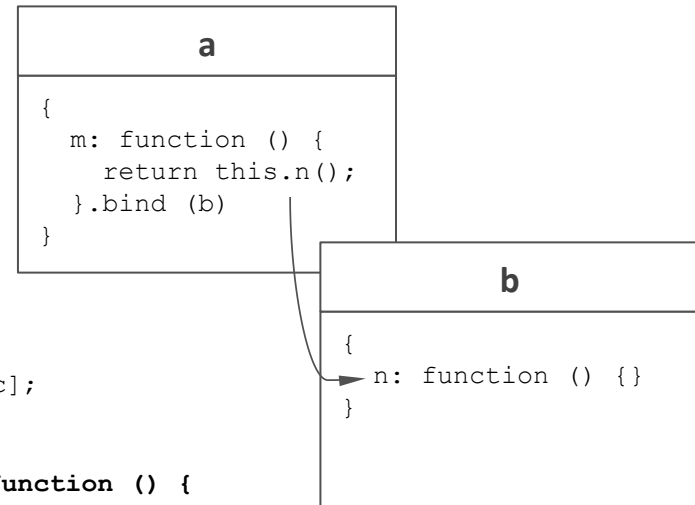 a
{
m: function () {
return this.n();
}.bind (b)
}
b
{
n: function () {}
}
c];
function () {